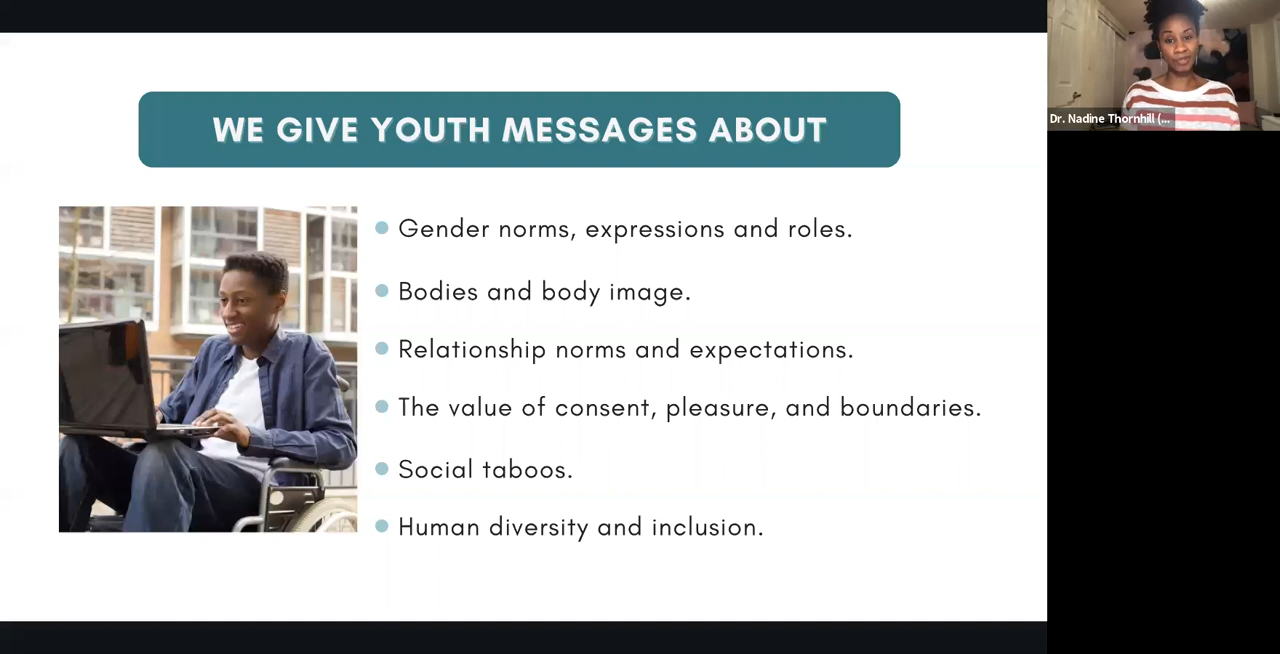 WE GIVE YOUTH MESSAGES ABOUT
Gender norms, expressions and roles.
Bodies and body image.
Relationship norms and expectations.
The value of consent, pleasure, and boundaries.
Social taboos.
Human diversity and inclusion.
Dr. Nadine Thornhill (...